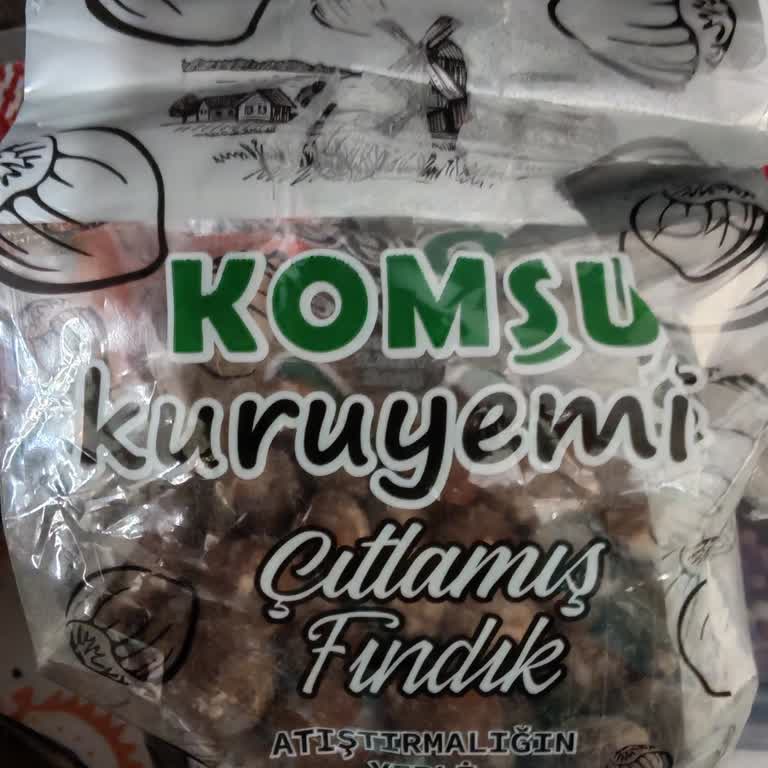 KOMŞU
kuruyemi
Çıtlamış
Fındık
ATIŞTIRMALIĞIN